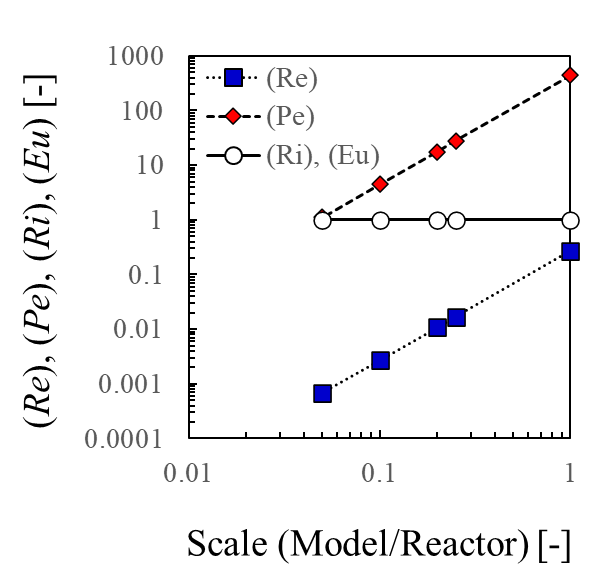 1000
100
10
1
0.1
0.01
0.001
0.0001
(Re), (Pe), (Ri), (Eu) [-]
(Re)
(Pe)
(Ri), (Eu)
0.01 0.1 1
Scale (Model/Reactor) [-]